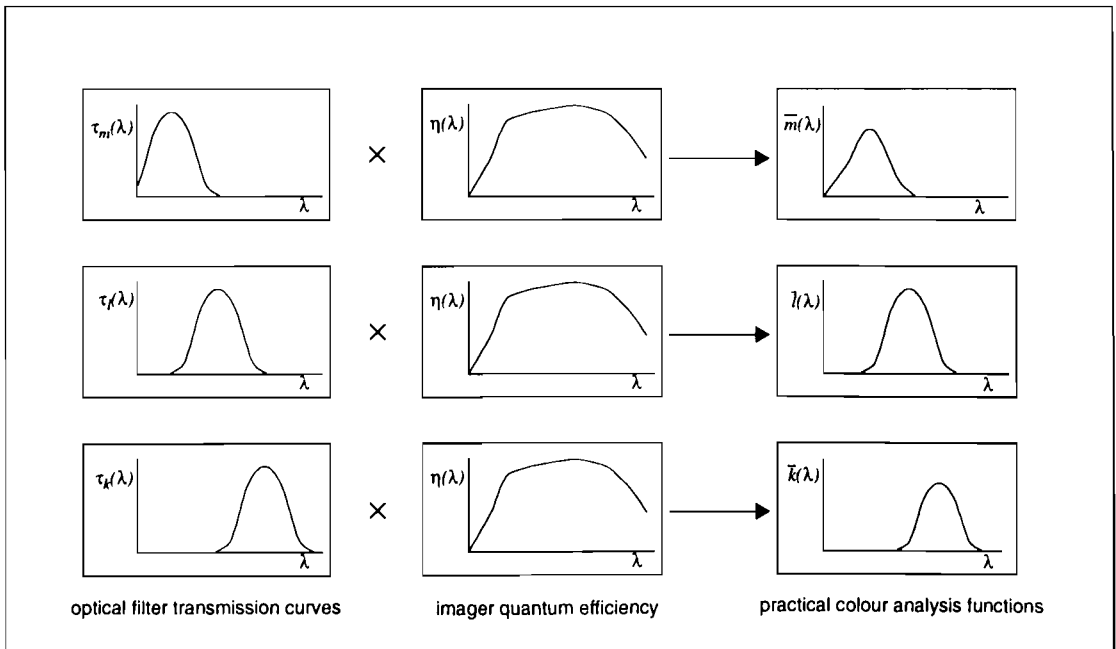 τm(λ) λ × η(λ) m̅(λ) λ
τl(λ) λ × η(λ) l̅(λ) λ
τk(λ) λ × η(λ) k̅(λ) λ
optical filter transmission curves imager quantum efficiency practical colour analysis functions